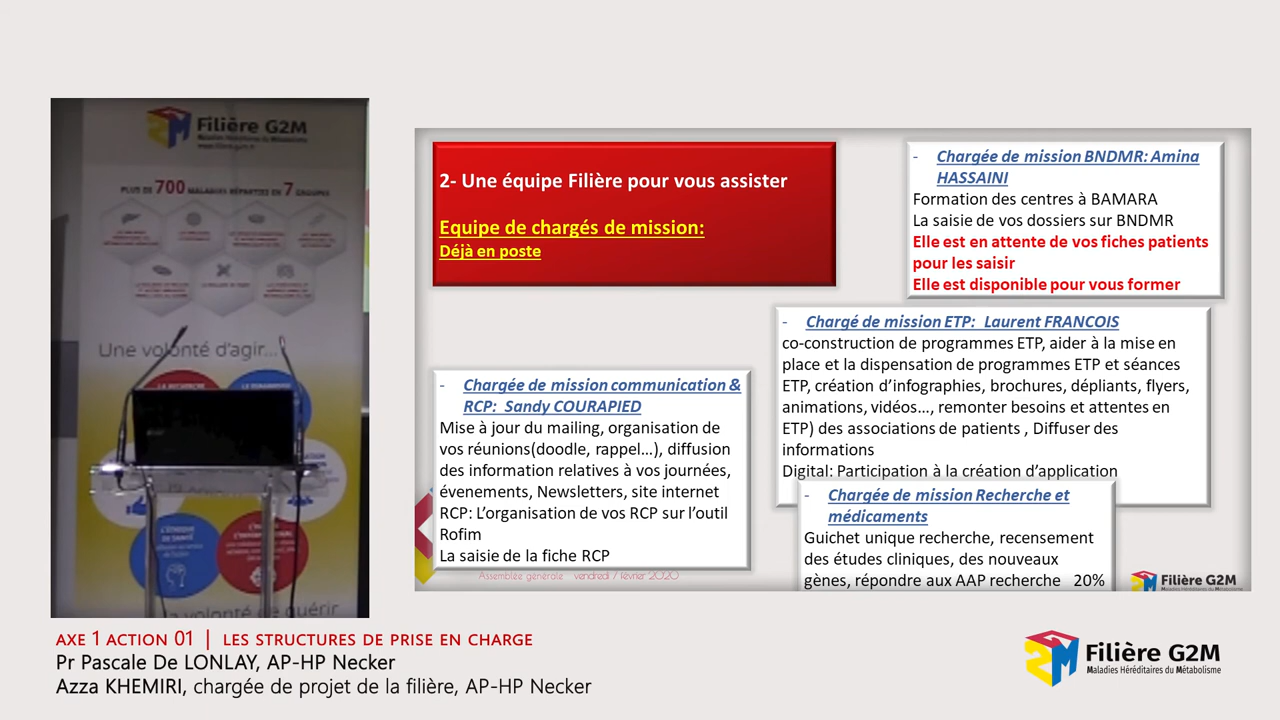 Filière G2M
PLUS DE 700 MALADIES RÉPARTIES EN 7 GROUPES
Une volonté d'agir...
la volonté de guérir
2- Une équipe Filière pour vous assister
Equipe de chargés de mission:
Déjà en poste
- Chargée de mission BNDMR: Amina
HASSAINI
Formation des centres à BAMARA
La saisie de vos dossiers sur BNDMR
Elle est en attente de vos fiches patients
pour les saisir
Elle est disponible pour vous former
- Chargé de mission ETP: Laurent FRANCOIS
co-construction de programmes ETP, aider à la mise en
place et la dispensation de programmes ETP et séances
ETP, création d'infographies, brochures, dépliants, flyers,
animations, vidéos..., remonter besoins et attentes en
ETP) des associations de patients , Diffuser des
informations
Digital: Participation à la création d'application
- Chargée de mission communication &
RCP: Sandy COURAPIED
Mise à jour du mailing, organisation de
vos réunions(doodle, rappel...), diffusion
des information relatives à vos journées,
évenements, Newsletters, site internet
RCP: L'organisation de vos RCP sur l'outil
Rofim
La saisie de la fiche RCP
- Chargée de mission Recherche et
médicaments
Guichet unique recherche, recensement
des études cliniques, des nouveaux
gènes, répondre aux AAP recherche 20%
Assemblée générale vendredi 7 février 2020
Filière G2M
AXE 1 ACTION 01 | LES STRUCTURES DE PRISE EN CHARGE
Pr Pascale De LONLAY, AP-HP Necker
Azza KHEMIRI, chargée de projet de la filière, AP-HP Necker
Filière G2M
Maladies Héréditaires du Métabolisme